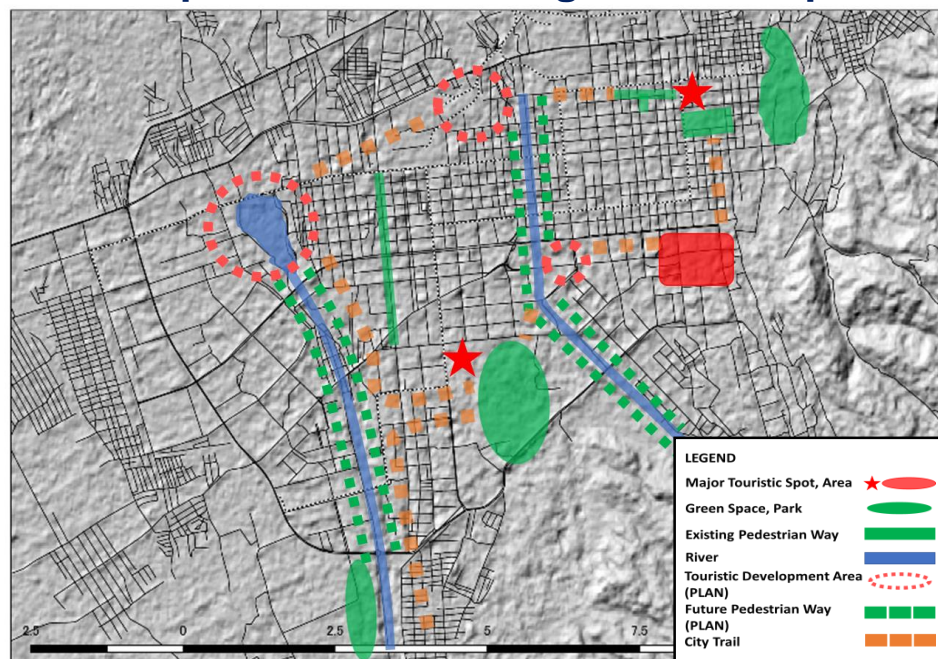 LEGEND
Major Touristic Spot, Area
Green Space, Park
Existing Pedestrian Way
River
Touristic Development Area
(PLAN)
Future Pedestrian Way
(PLAN)
City Trail
2.5 0 2.5 5 7.5